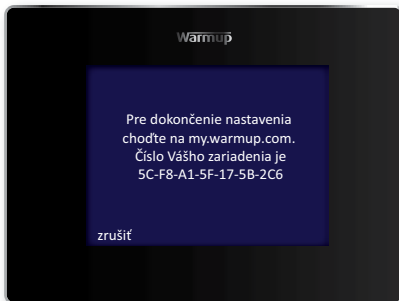 Warmup
Pre dokončenie nastavenia
choďte na my.warmup.com.
Číslo Vášho zariadenia je
5C-F8-A1-5F-17-5B-2C6
zrušiť